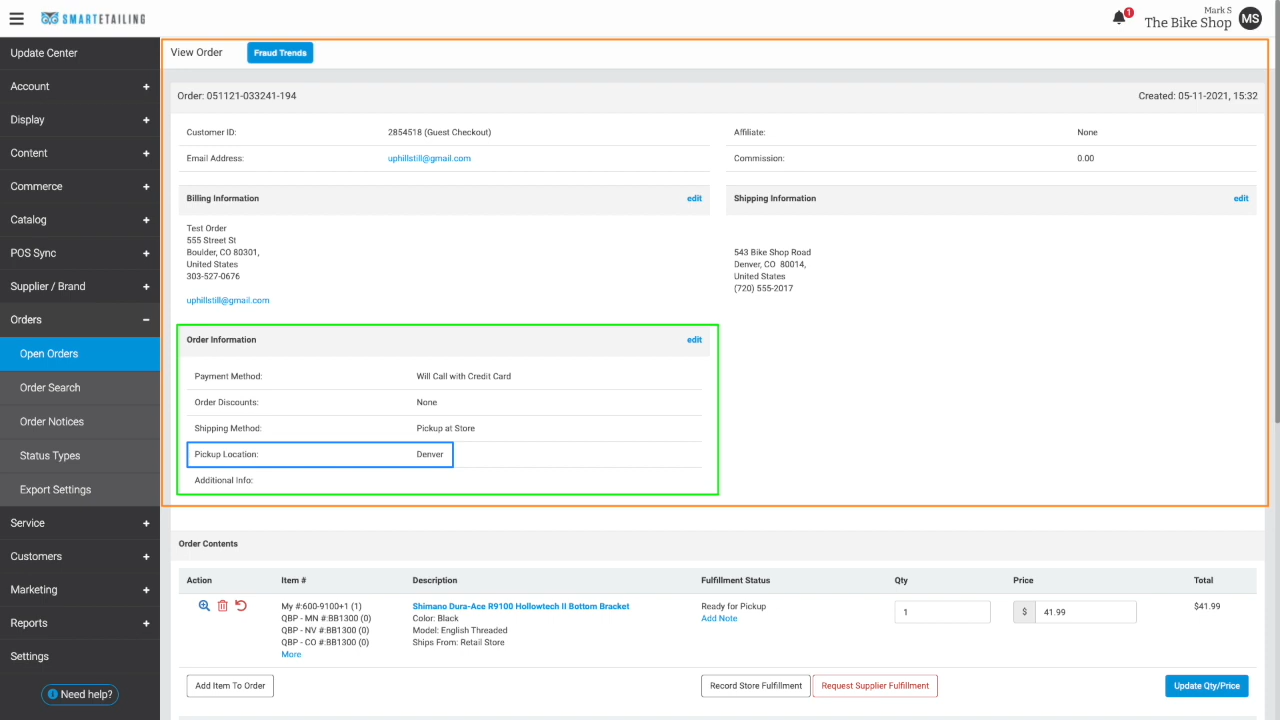 SMARTETAILING
1
Mark S
The Bike Shop
MS
Update Center
Account +
Display +
Content +
Commerce +
Catalog +
POS Sync +
Supplier / Brand +
Orders −
Open Orders
Order Search
Order Notices
Status Types
Export Settings
Service +
Customers +
Marketing +
Reports +
Settings
Need help?
View Order
Fraud Trends
Order: 051121-033241-194
Created: 05-11-2021, 15:32
Customer ID: 2854518 (Guest Checkout)
Email Address: uphillstill@gmail.com
Affiliate: None
Commission: 0.00
Billing Information edit
Test Order
555 Street St
Boulder, CO 80301,
United States
303-527-0676
uphillstill@gmail.com
Shipping Information edit
543 Bike Shop Road
Denver, CO 80014,
United States
(720) 555-2017
Order Information edit
Payment Method: Will Call with Credit Card
Order Discounts: None
Shipping Method: Pickup at Store
Pickup Location: Denver
Additional Info:
Order Contents
Action Item # Description Fulfillment Status Qty Price Total
My #:600-9100+1 (1)
QBP - MN #:BB1300 (0)
QBP - NV #:BB1300 (0)
QBP - CO #:BB1300 (0)
More
Shimano Dura-Ace R9100 Hollowtech II Bottom Bracket
Color: Black
Model: English Threaded
Ships From: Retail Store
Ready for Pickup
Add Note
1
$ 41.99
$41.99
Add Item To Order
Record Store Fulfillment
Request Supplier Fulfillment
Update Qty/Price